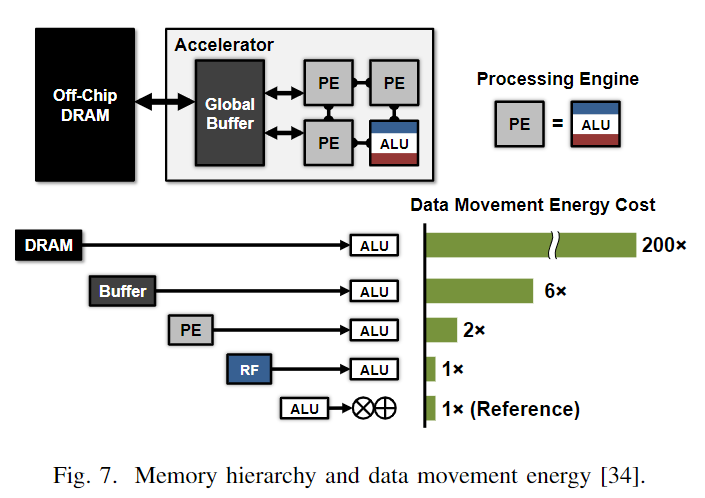 Accelerator
Off-Chip
DRAM
Global
Buffer
PE
PE
PE
ALU
Processing Engine
PE
=
ALU
Data Movement Energy Cost
DRAM
ALU
200×
Buffer
ALU
6×
PE
ALU
2×
RF
ALU
1×
ALU
1× (Reference)
Fig. 7. Memory hierarchy and data movement energy [34].